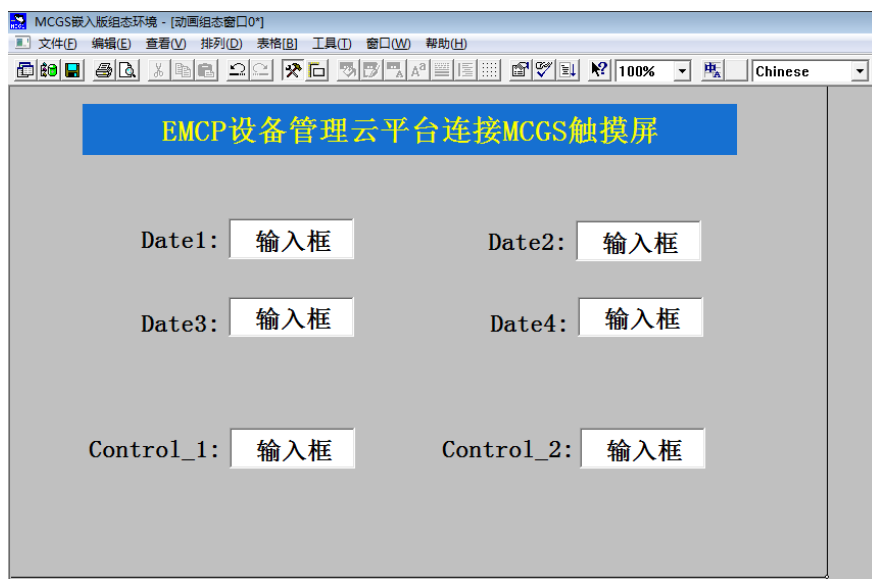 MCGS嵌入版组态环境 - [动画组态窗口0*]
文件(F) 编辑(E) 查看(V) 排列(D) 表格[B] 工具(T) 窗口(W) 帮助(H)
100% Chinese
EMCP设备管理云平台连接MCGS触摸屏
Date1: 输入框 Date2: 输入框
Date3: 输入框 Date4: 输入框
Control_1: 输入框 Control_2: 输入框